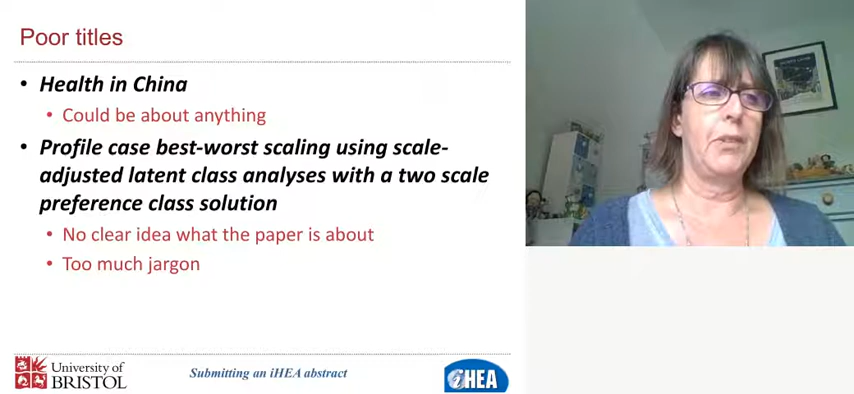 Poor titles
• Health in China
• Could be about anything
• Profile case best-worst scaling using scale-
adjusted latent class analyses with a two scale
preference class solution
• No clear idea what the paper is about
• Too much jargon
University of
BRISTOL
Submitting an iHEA abstract
iHEA